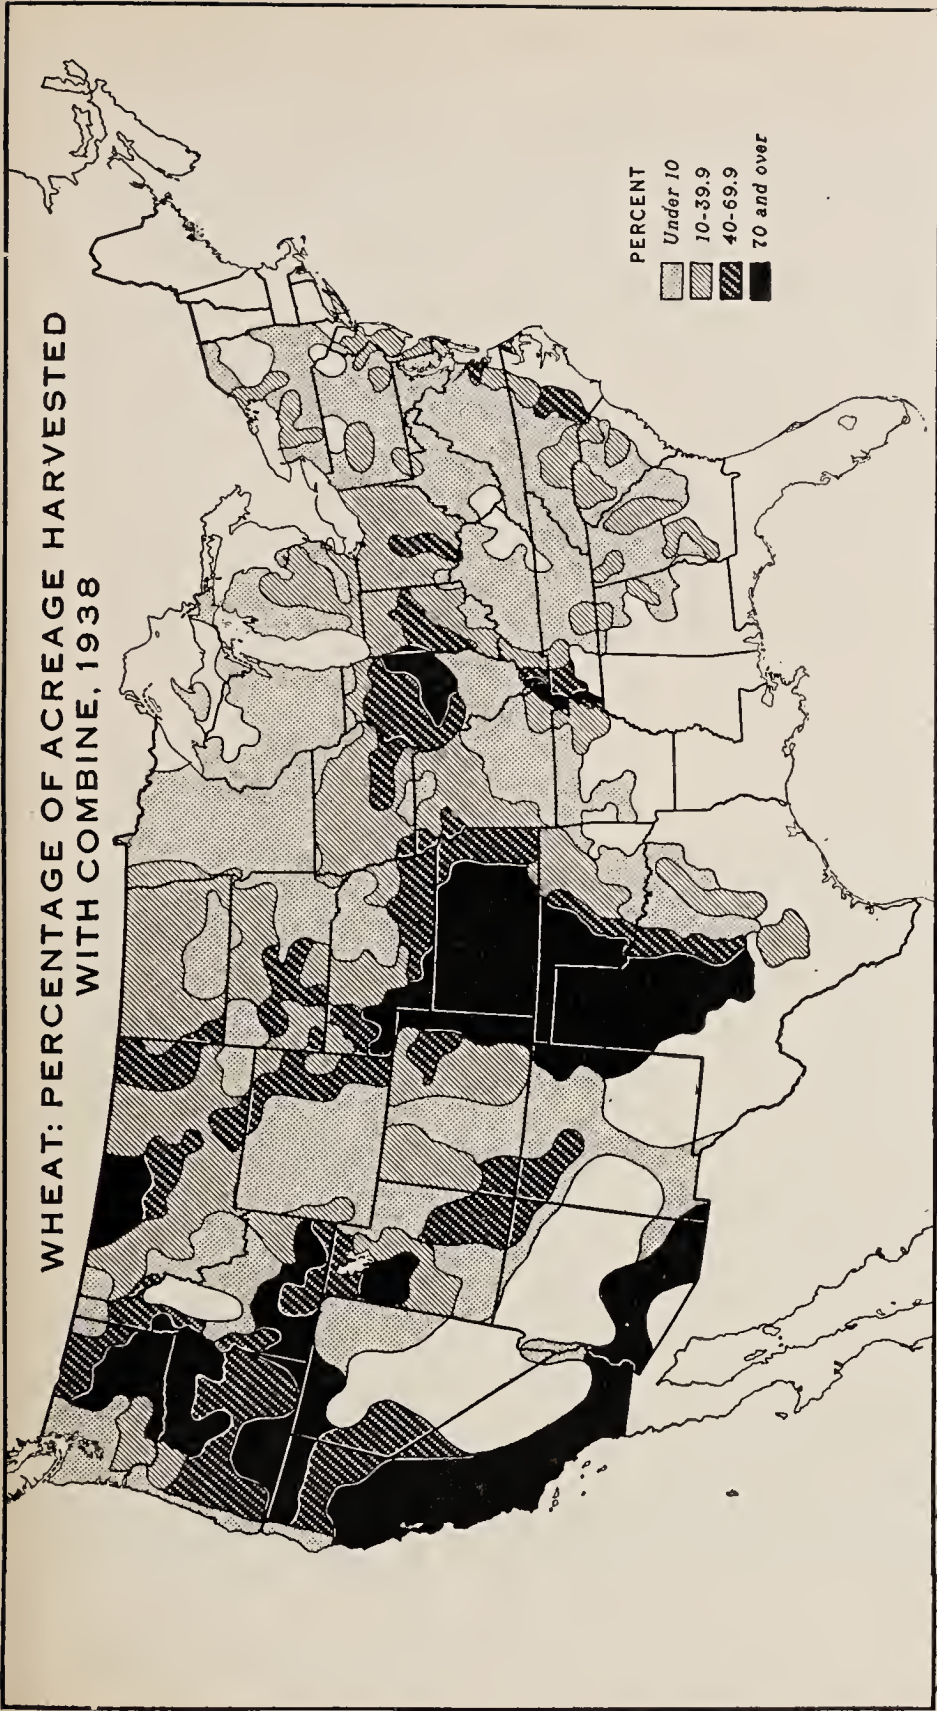 WHEAT: PERCENTAGE OF ACREAGE HARVESTED
WITH COMBINE, 1938
PERCENT
Under 10
10-39.9
40-69.9
70 and over